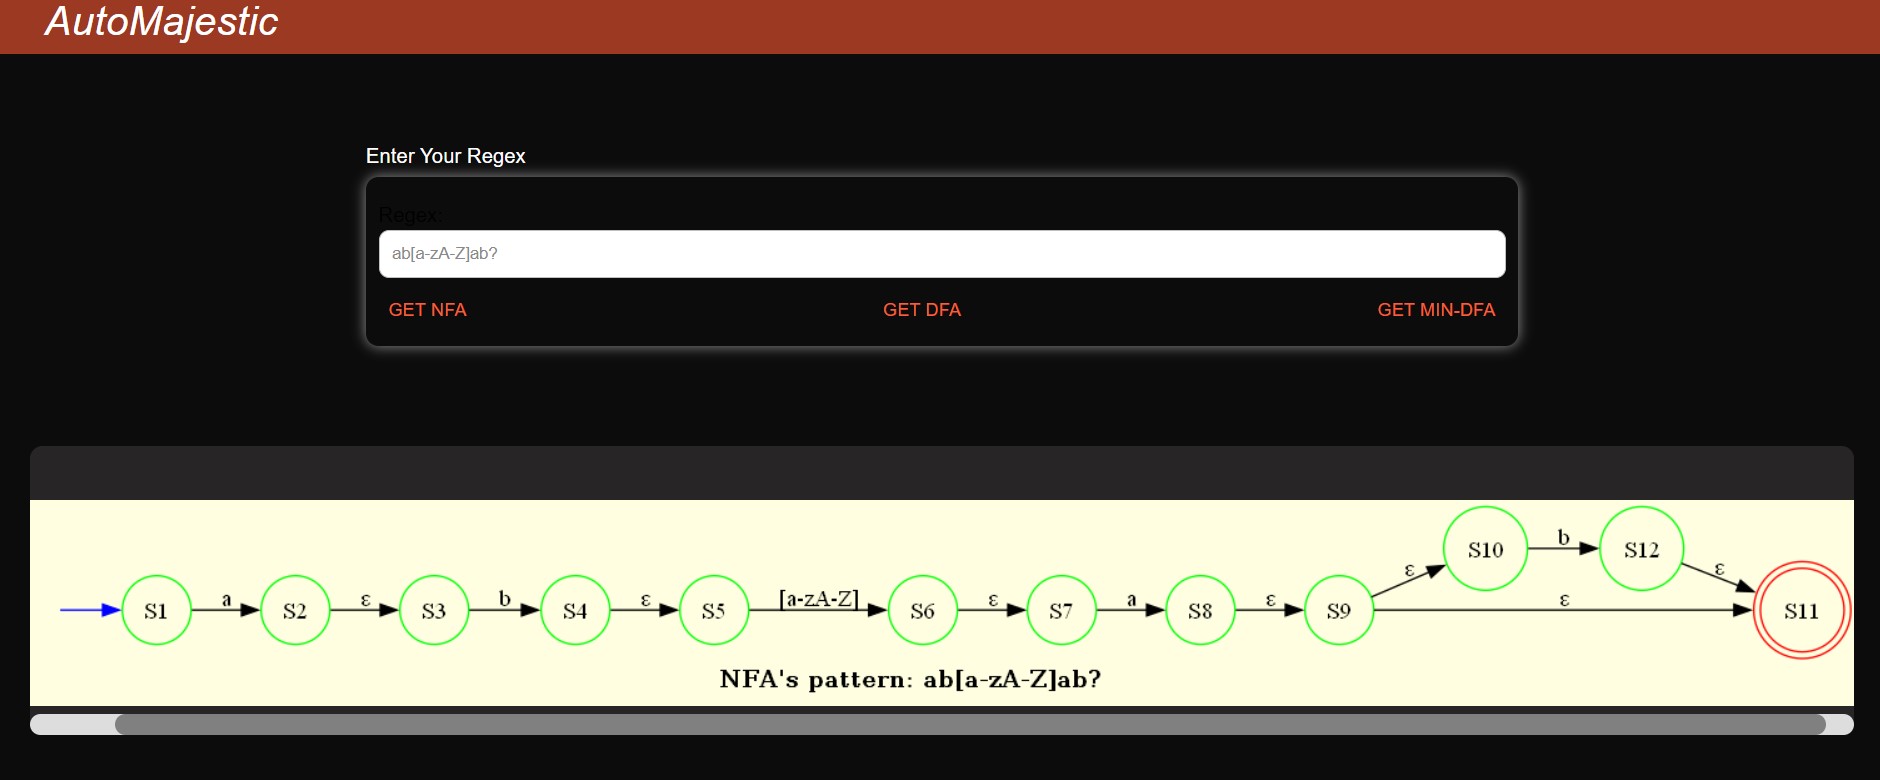 AutoMajestic
Enter Your Regex
Regex:
ab[a-zA-Z]ab?
GET NFA GET DFA GET MIN-DFA
S10 b S12
ε ε
S1 a S2 ε S3 b S4 ε S5 [a-zA-Z] S6 ε S7 a S8 ε S9 ε S11
NFA's pattern: ab[a-zA-Z]ab?